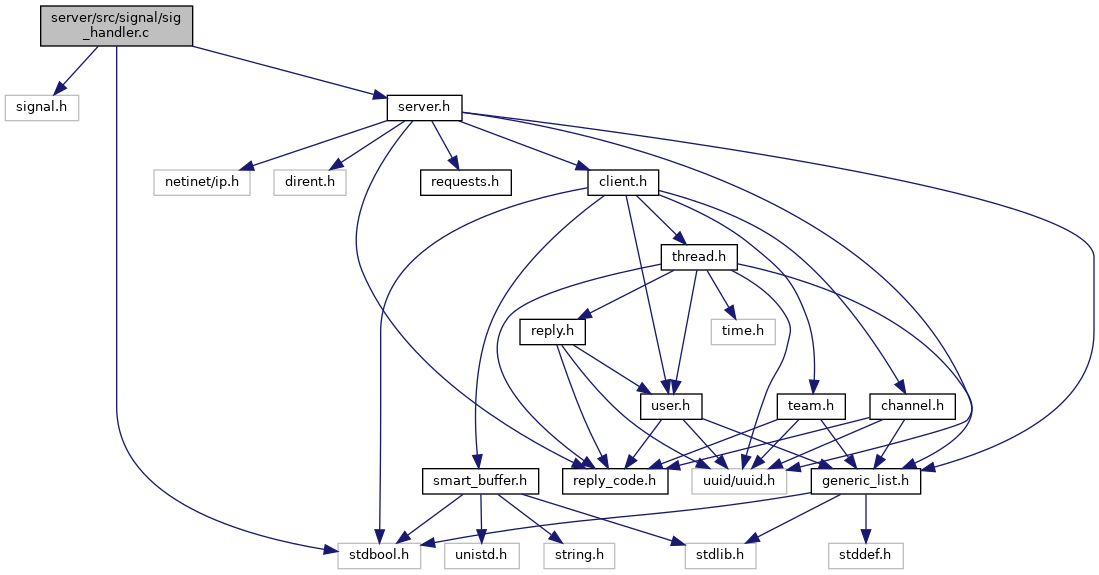 server/src/signal/sig
_handler.c
signal.h
server.h
netinet/ip.h
dirent.h
requests.h
client.h
thread.h
reply.h
time.h
user.h
team.h
channel.h
smart_buffer.h
reply_code.h
uuid/uuid.h
generic_list.h
stdbool.h
unistd.h
string.h
stdlib.h
stddef.h